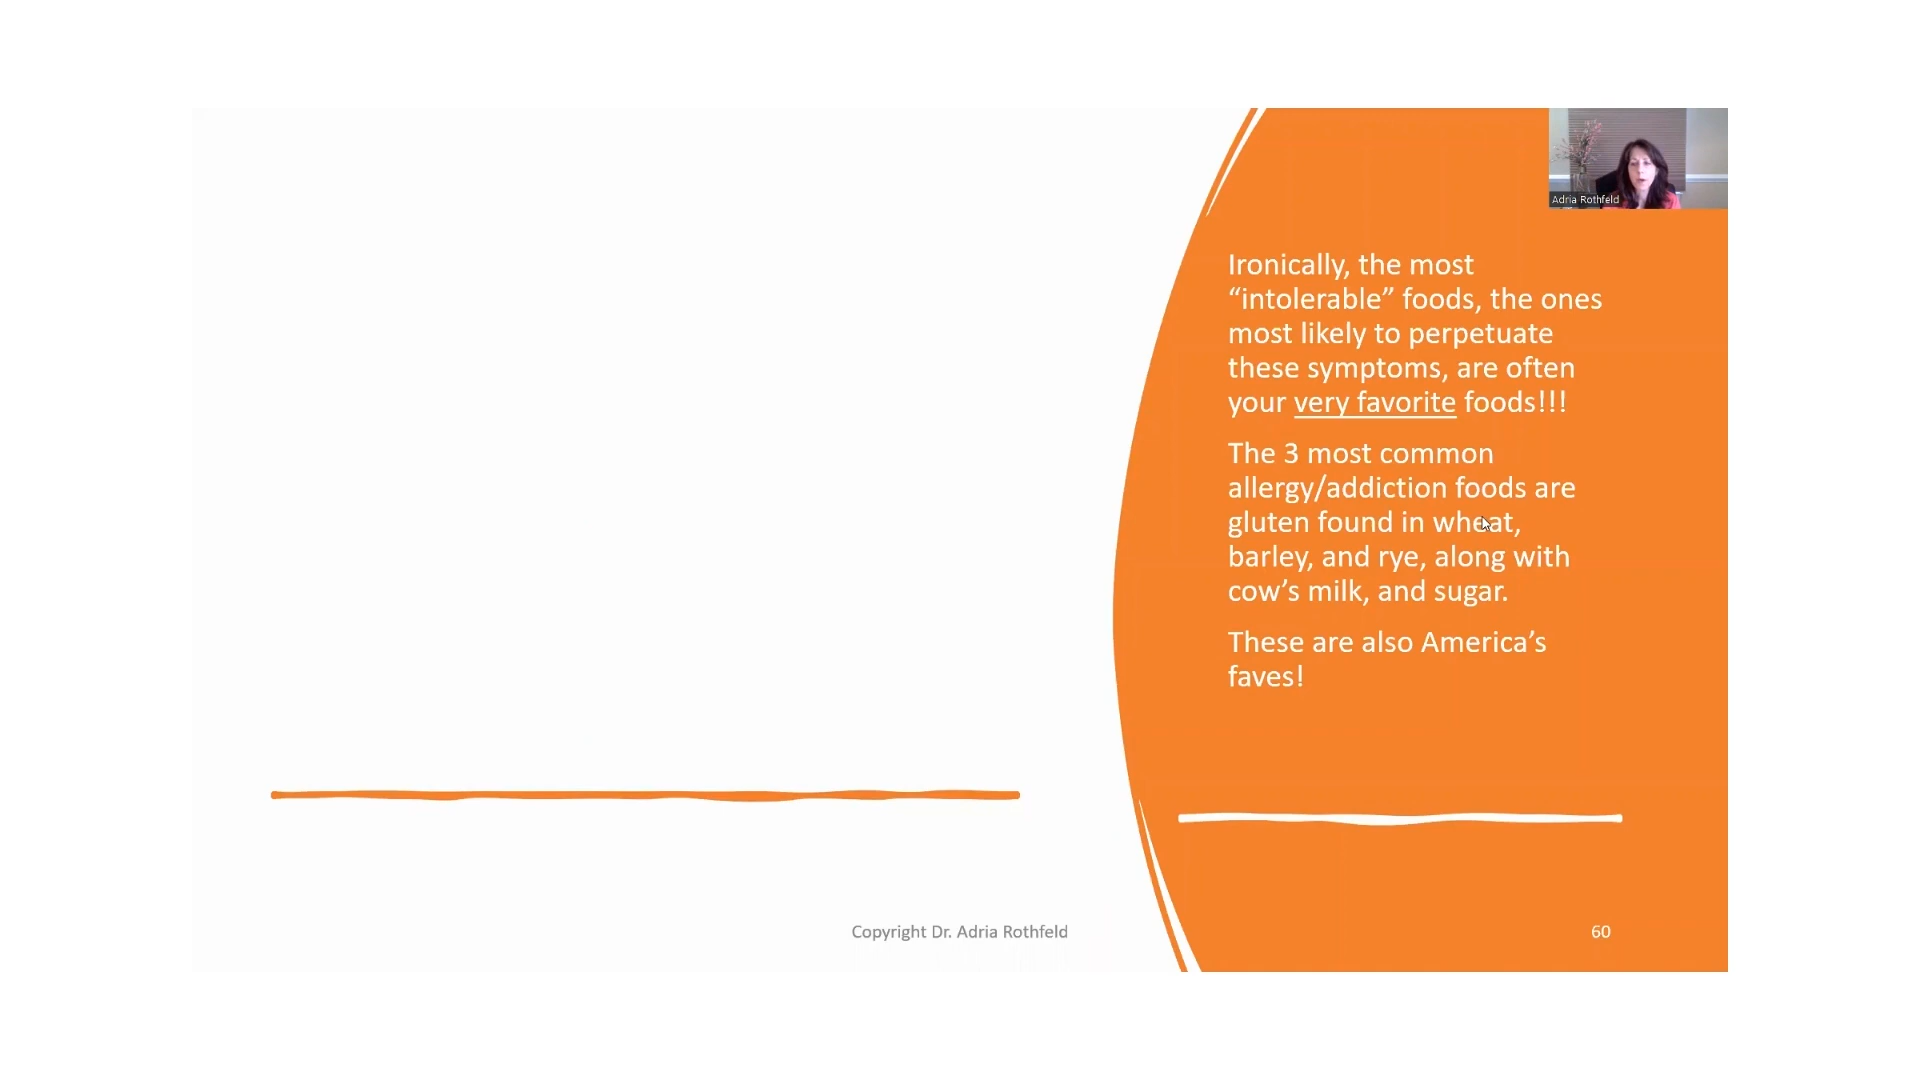 Adria Rothfeld
Ironically, the most
“intolerable” foods, the ones
most likely to perpetuate
these symptoms, are often
your very favorite foods!!!
The 3 most common
allergy/addiction foods are
gluten found in wheat,
barley, and rye, along with
cow’s milk, and sugar.
These are also America’s
faves!
Copyright Dr. Adria Rothfeld
60